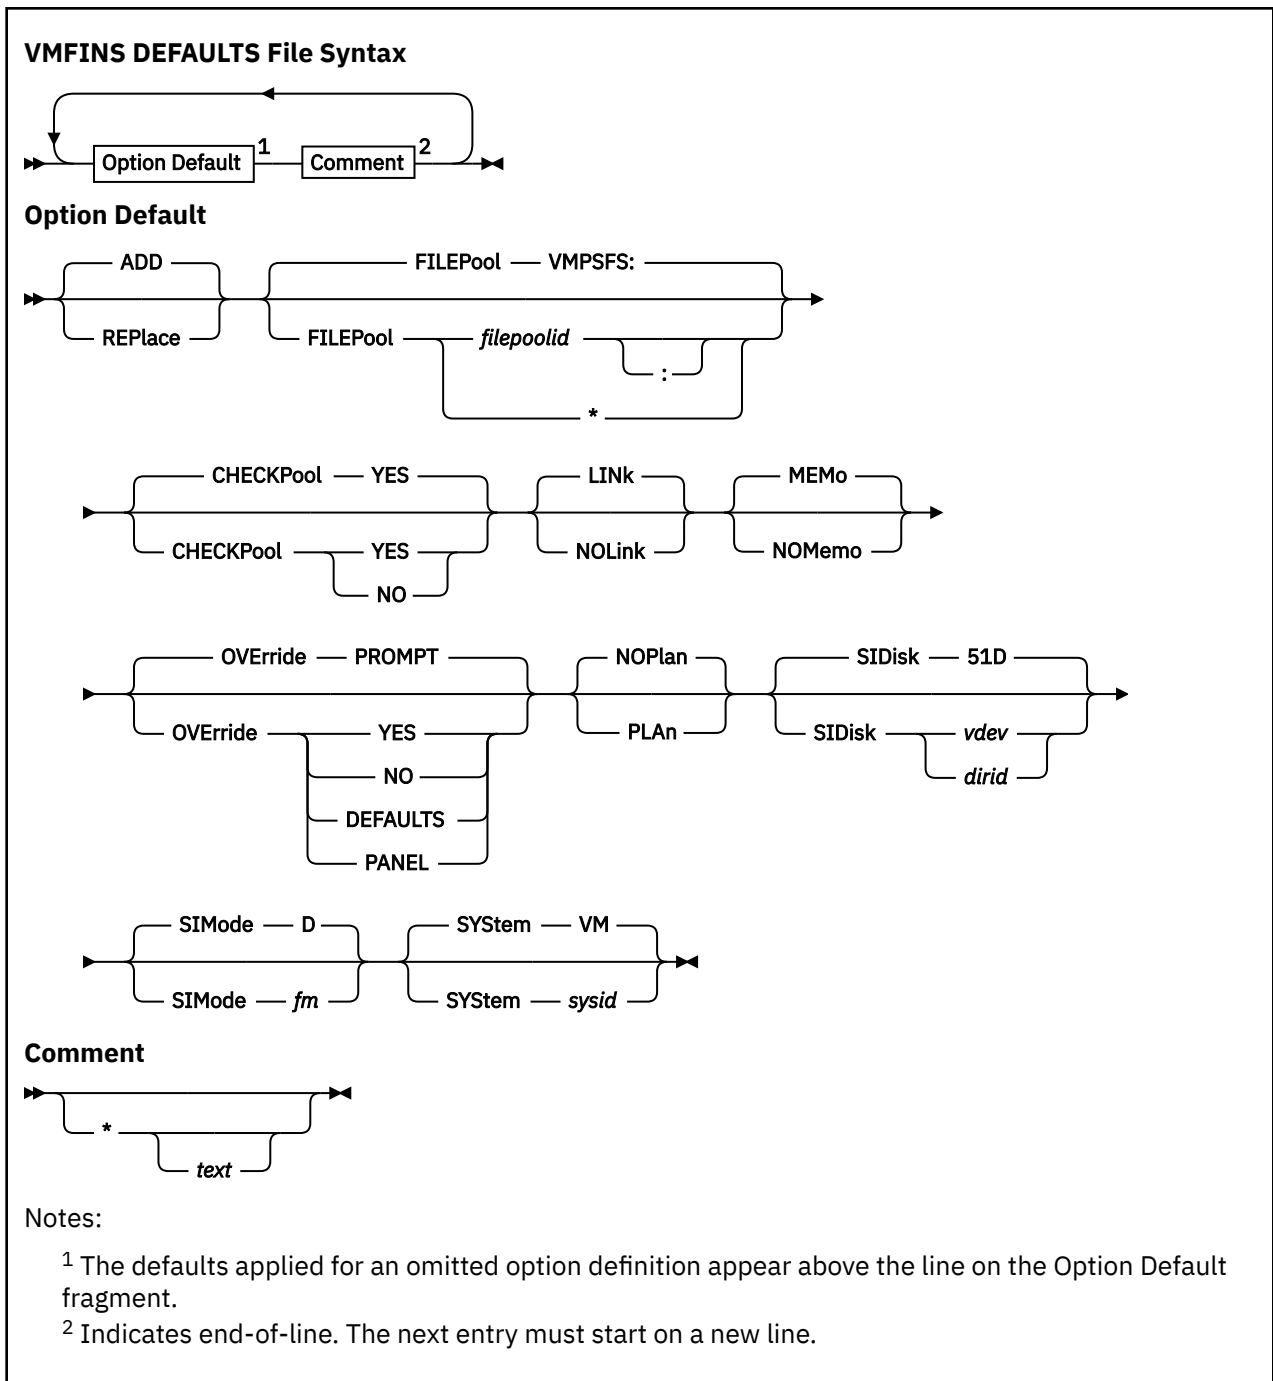 VMFINS DEFAULTS File Syntax
Option Default 1 Comment 2
Option Default
ADD FILEPool VMPSFS:
REPlace FILEPool filepoolid
:
*
CHECKPool YES LINk MEMo
CHECKPool YES NOLink NOMemo
NO
OVErride PROMPT NOPlan SIDisk 51D
OVErride YES PLAn SIDisk vdev
NO dirid
DEFAULTS
PANEL
SIMode D SYStem VM
SIMode fm SYStem sysid
Comment
*
text
Notes:
1 The defaults applied for an omitted option definition appear above the line on the Option Default
fragment.
2 Indicates end-of-line. The next entry must start on a new line.